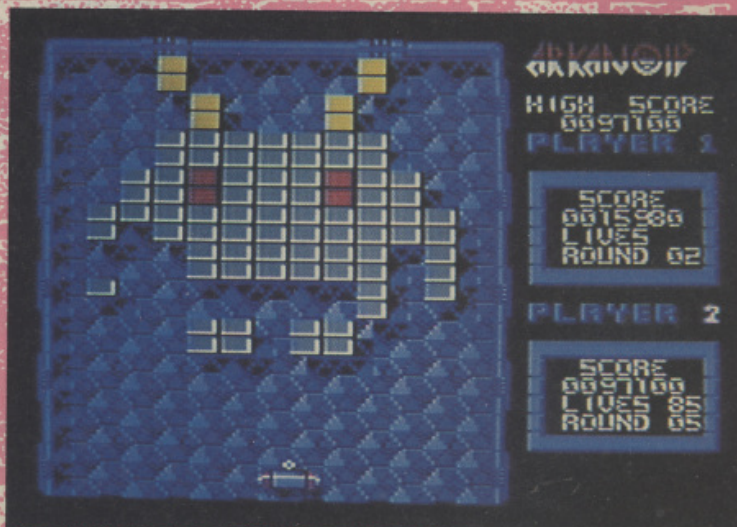 ARKANOID
HIGH SCORE
0097100
PLAYER 1
SCORE
0015980
LIVES
ROUND 02
PLAYER 2
SCORE
0097100
LIVES 85
ROUND 05